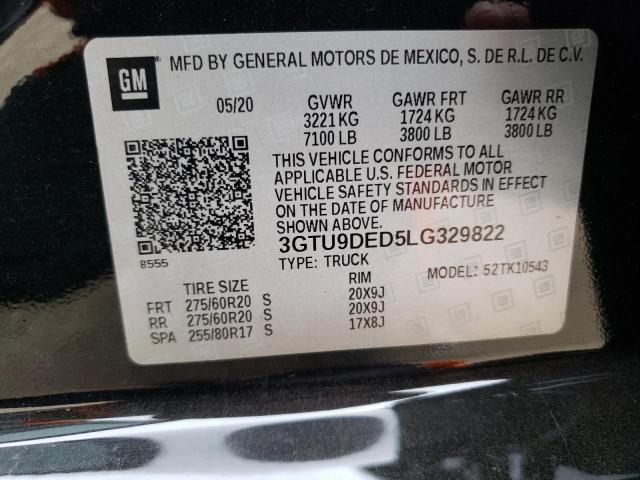 GM
MFD BY GENERAL MOTORS DE MEXICO, S. DE R.L. DE C.V.
05/20 GVWR GAWR FRT GAWR RR
3221 KG 1724 KG 1724 KG
7100 LB 3800 LB 3800 LB
THIS VEHICLE CONFORMS TO ALL
APPLICABLE U.S. FEDERAL MOTOR
VEHICLE SAFETY STANDARDS IN EFFECT
ON THE DATE OF MANUFACTURE
SHOWN ABOVE.
3GTU9DED5LG329822
8555
TYPE: TRUCK MODEL: 52TK10543
TIRE SIZE RIM
FRT 275/60R20 S 20X9J
RR 275/60R20 S 20X9J
SPA 255/80R17 S 17X8J